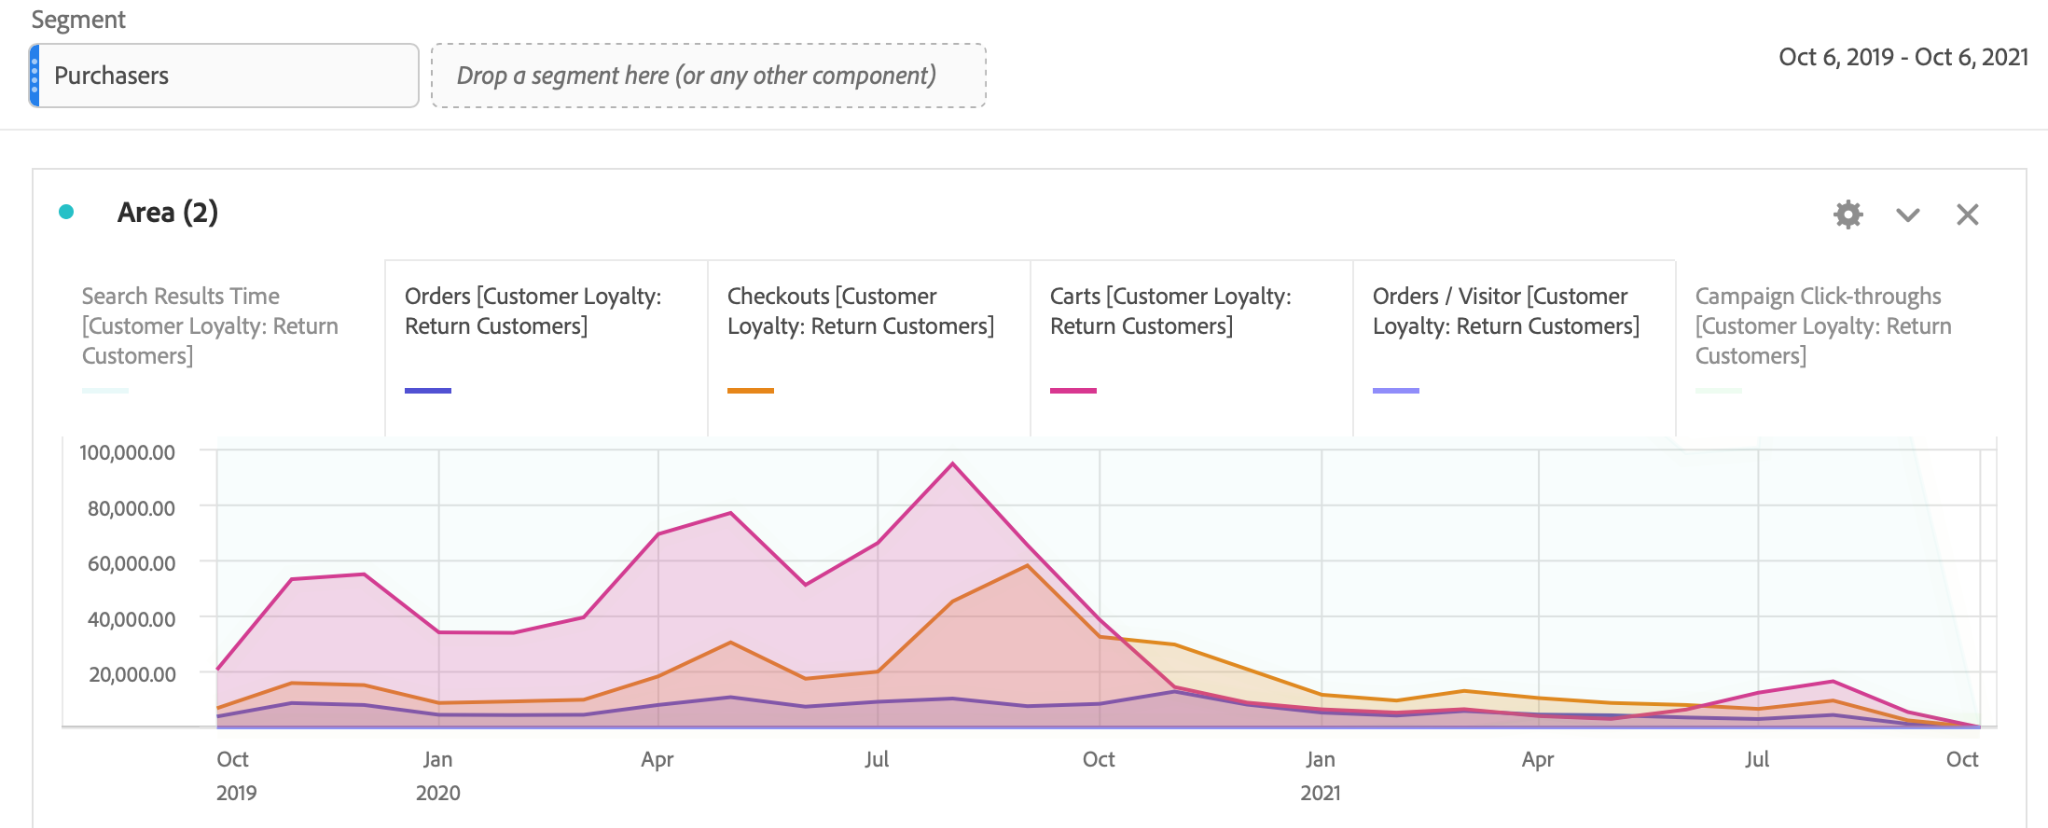 Segment
Purchasers
Drop a segment here (or any other component)
Oct 6, 2019 - Oct 6, 2021
Area (2)
Search Results Time
[Customer Loyalty: Return
Customers]
Orders [Customer Loyalty:
Return Customers]
Checkouts [Customer
Loyalty: Return Customers]
Carts [Customer Loyalty:
Return Customers]
Orders / Visitor [Customer
Loyalty: Return Customers]
Campaign Click-throughs
[Customer Loyalty: Return
Customers]
100,000.00
80,000.00
60,000.00
40,000.00
20,000.00
Oct
2019
Jan
2020
Apr
Jul
Oct
Jan
2021
Apr
Jul
Oct